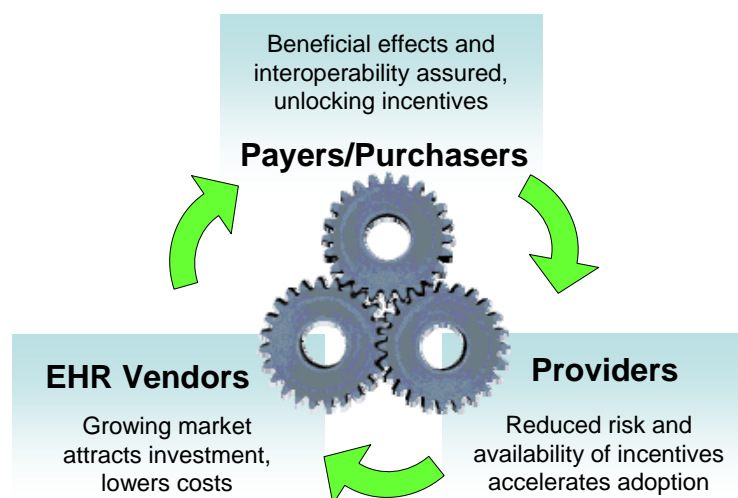 Beneficial effects and
interoperability assured,
unlocking incentives
Payers/Purchasers
EHR Vendors
Growing market
attracts investment,
lowers costs
Providers
Reduced risk and
availability of incentives
accelerates adoption